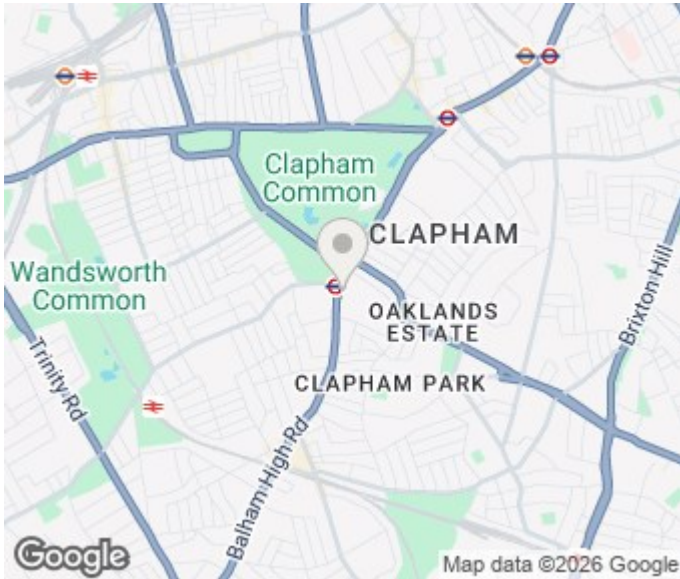 Clapham
Common
CLAPHAM
Wandsworth
Common
OAKLANDS
ESTATE
Brixton Hill
Trinity Rd
CLAPHAM PARK
Balham High Rd
Google
Map data ©2026 Google